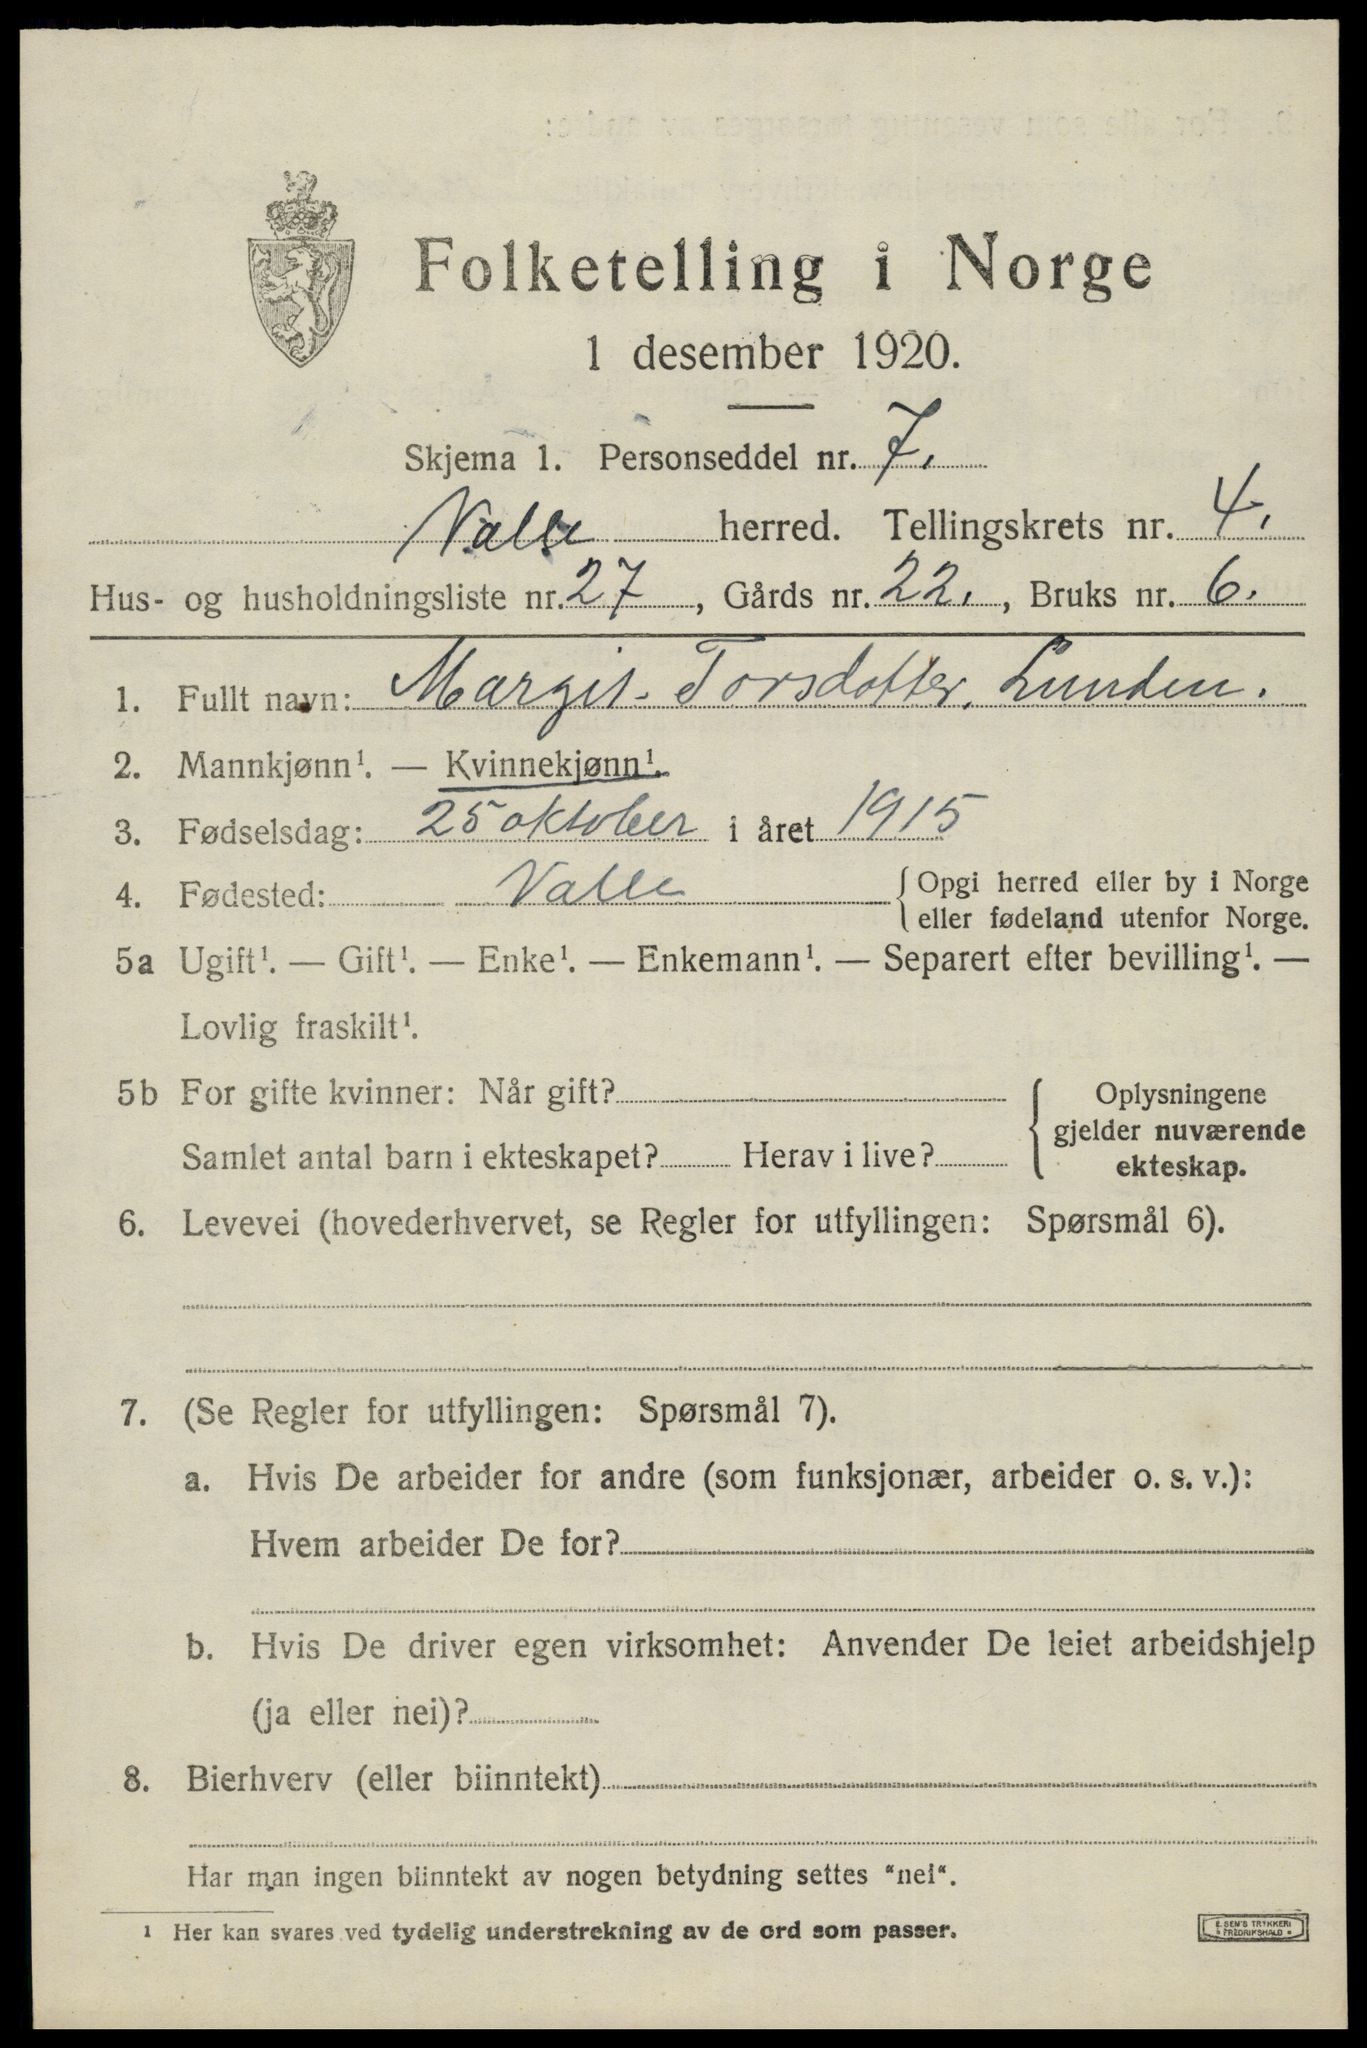 Folketelling i Norge
1 desember 1920.
Skjema 1. Personseddel nr. 7.
Valle herred. Tellingskrets nr. 4.
Hus- og husholdningsliste nr. 27, Gårds nr. 22., Bruks nr. 6.
1. Fullt navn: Margit Torsdotter Lunden.
2. Mannkjønn¹. — Kvinnekjønn¹.
3. Fødselsdag: 25 oktober i året 1915
4. Fødested: Valle { Opgi herred eller by i Norge
eller fødeland utenfor Norge.
5a Ugift¹. — Gift¹. — Enke¹. — Enkemann¹. — Separert efter bevilling¹. —
Lovlig fraskilt¹.
5b For gifte kvinner: Når gift?
Samlet antal barn i ekteskapet? Herav i live?
{ Oplysningene
gjelder nuværende
ekteskap.
6. Levevei (hovederhvervet, se Regler for utfyllingen: Spørsmål 6).
7. (Se Regler for utfyllingen: Spørsmål 7).
a. Hvis De arbeider for andre (som funksjonær, arbeider o. s. v.):
Hvem arbeider De for?
b. Hvis De driver egen virksomhet: Anvender De leiet arbeidshjelp
(ja eller nei)?
8. Bierhverv (eller biinntekt)
Har man ingen biinntekt av nogen betydning settes "nei".
¹ Her kan svares ved tydelig understrekning av de ord som passer.
E. SEM'S TRYKKERI
FREDRIKSHALD